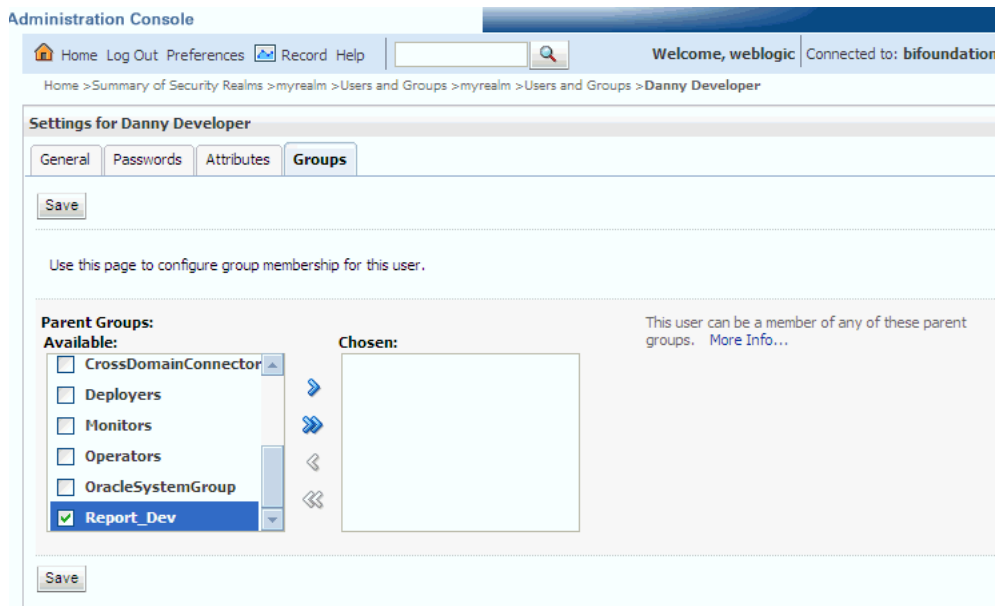 Administration Console
Home Log Out Preferences Record Help
Welcome, weblogic Connected to: bifoundation
Home >Summary of Security Realms >myrealm >Users and Groups >myrealm >Users and Groups >Danny Developer
Settings for Danny Developer
General Passwords Attributes Groups
Save
Use this page to configure group membership for this user.
Parent Groups:
Available:
Chosen:
CrossDomainConnector
Deployers
Monitors
Operators
OracleSystemGroup
Report_Dev
This user can be a member of any of these parent
groups. More Info...
Save